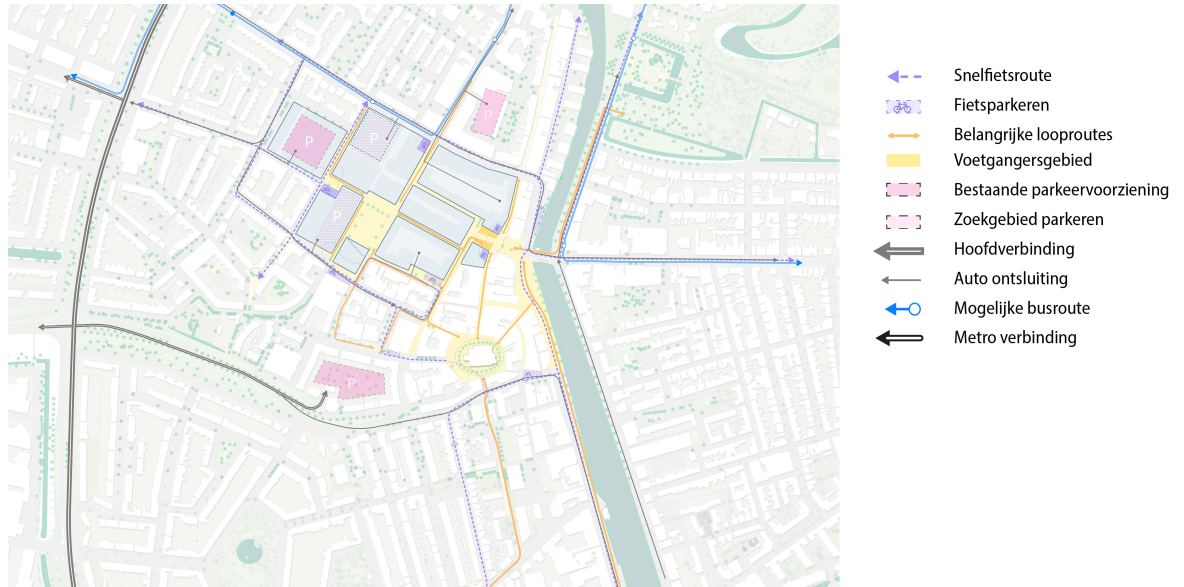 P
P
P
P
P
Snelfietsroute
Fietsparkeren
Belangrijke looproutes
Voetgangersgebied
Bestaande parkeervoorziening
Zoekgebied parkeren
Hoofdverbinding
Auto ontsluiting
Mogelijke busroute
Metro verbinding